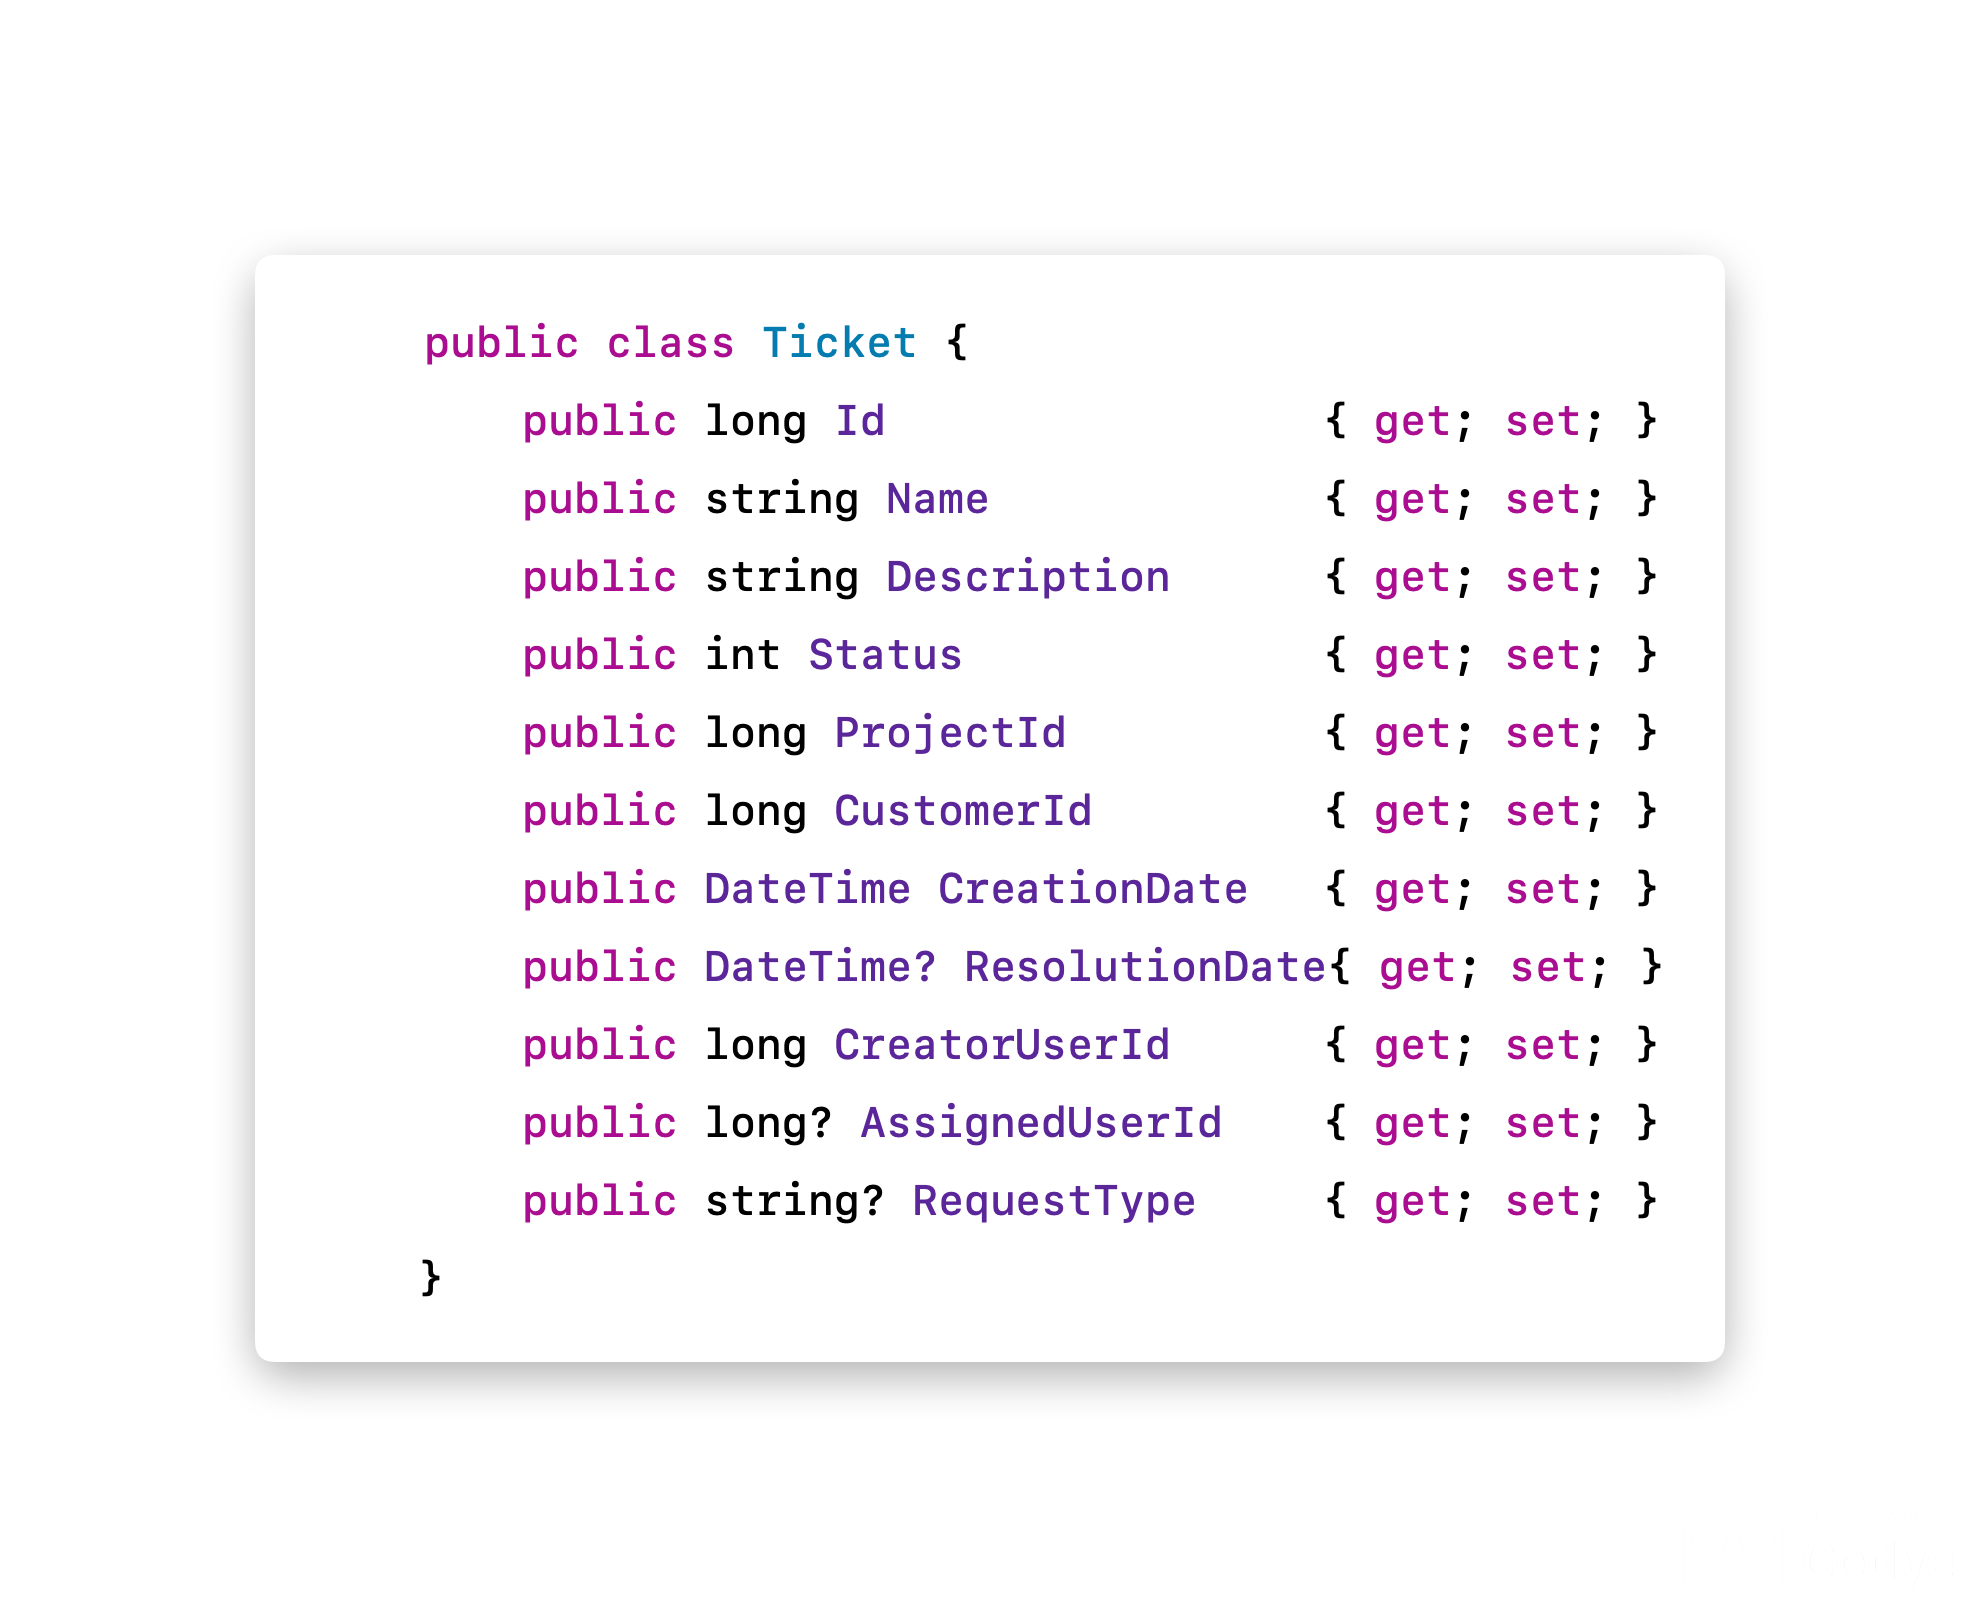 public class Ticket {
public long Id { get; set; }
public string Name { get; set; }
public string Description { get; set; }
public int Status { get; set; }
public long ProjectId { get; set; }
public long CustomerId { get; set; }
public DateTime CreationDate { get; set; }
public DateTime? ResolutionDate{ get; set; }
public long CreatorUserId { get; set; }
public long? AssignedUserId { get; set; }
public string? RequestType { get; set; }
}